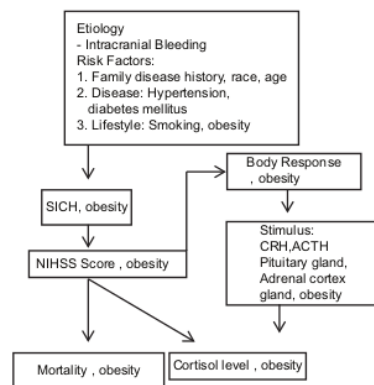 Etiology
- Intracranial Bleeding
Risk Factors:
1. Family disease history, race, age
2. Disease: Hypertension,
diabetes mellitus
3. Lifestyle: Smoking, obesity
Body Response
, obesity
SICH, obesity
Stimulus:
CRH,ACTH
Pituitary gland,
Adrenal cortex
gland, obesity
NIHSS Score , obesity
Mortality , obesity
Cortisol level , obesity